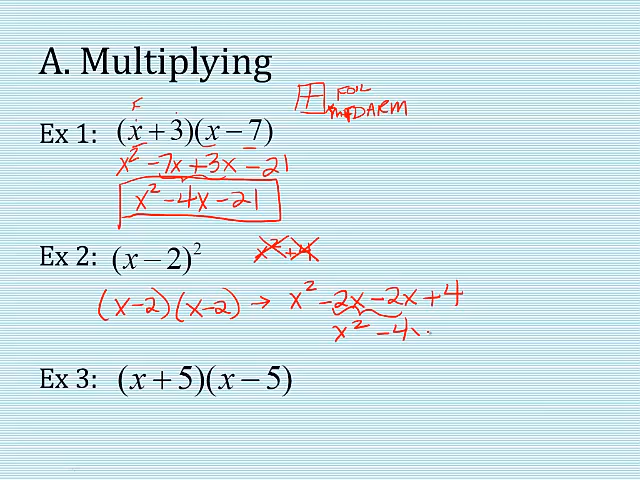 A. Multiplying
FOIL
DARM
F
Ex 1: (x + 3)(x − 7)
x² − 7x + 3x − 21
x² − 4x − 21
Ex 2: (x − 2)² x² + 4
(x − 2)(x − 2) → x² − 2x − 2x + 4
x² − 4
Ex 3: (x + 5)(x − 5)